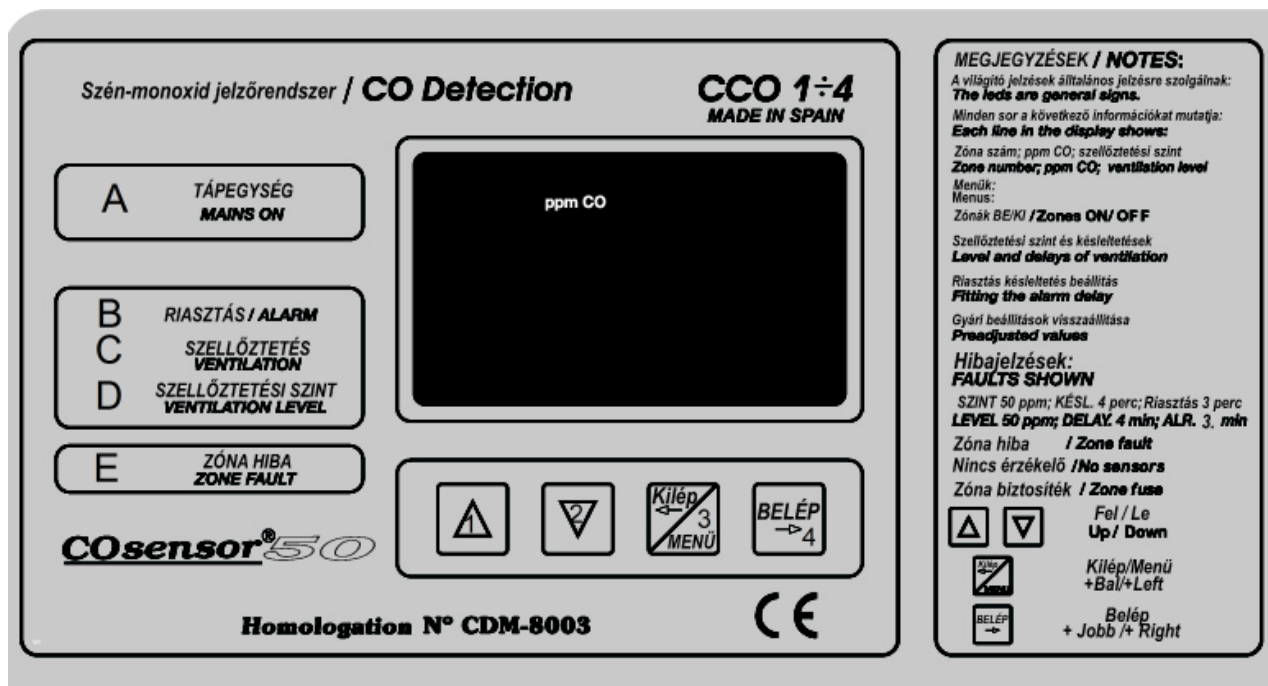 Szén-monoxid jelzőrendszer / CO Detection
CCO 1÷4
MADE IN SPAIN
A
TÁPEGYSÉG
MAINS ON
B
RIASZTÁS / ALARM
C
SZELLŐZTETÉS
VENTILATION
D
SZELLŐZTETÉSI SZINT
VENTILATION LEVEL
E
ZÓNA HIBA
ZONE FAULT
COsensor®50
ppm CO
1
2
Kilép
3
MENÜ
BELÉP
4
Homologation Nº CDM-8003
CE
MEGJEGYZÉSEK / NOTES:
A világító jelzések álltalános jelzésre szolgálnak:
The leds are general signs.
Minden sor a következő információkat mutatja:
Each line in the display shows:
Zóna szám; ppm CO; szellőztetési szint
Zone number; ppm CO; ventilation level
Menük:
Menus:
Zónák BE/KI / Zones ON/ OF F
Szellőztetési szint és késleltetések
Level and delays of ventilation
Riasztás késleltetés beállítás
Fitting the alarm delay
Gyári beállítások visszaállítása
Preadjusted values
Hibajelzések:
FAULTS SHOWN
SZINT 50 ppm; KÉSL. 4 perc; Riasztás 3 perc
LEVEL 50 ppm; DELAY. 4 min; ALR. 3. min
Zóna hiba / Zone fault
Nincs érzékelő / No sensors
Zóna biztosíték / Zone fuse
Fel / Le
Up / Down
Kilép
MENÜ
Kilép/Menü
+Bal/+Left
BELÉP
Belép
+ Jobb /+ Right